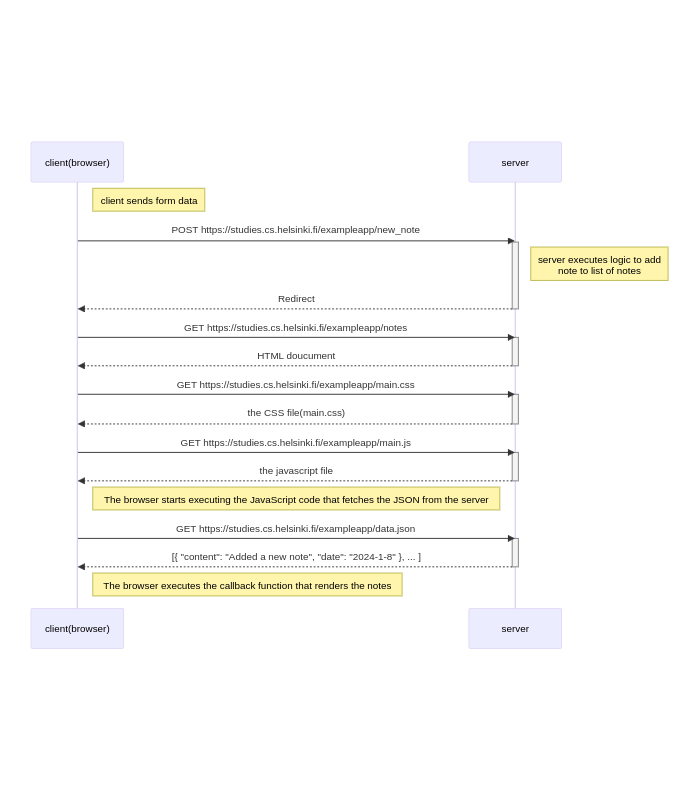 client(browser)
server
client sends form data
POST https://studies.cs.helsinki.fi/exampleapp/new_note
server executes logic to add
note to list of notes
Redirect
GET https://studies.cs.helsinki.fi/exampleapp/notes
HTML doucument
GET https://studies.cs.helsinki.fi/exampleapp/main.css
the CSS file(main.css)
GET https://studies.cs.helsinki.fi/exampleapp/main.js
the javascript file
The browser starts executing the JavaScript code that fetches the JSON from the server
GET https://studies.cs.helsinki.fi/exampleapp/data.json
[{ "content": "Added a new note", "date": "2024-1-8" }, ... ]
The browser executes the callback function that renders the notes
client(browser)
server